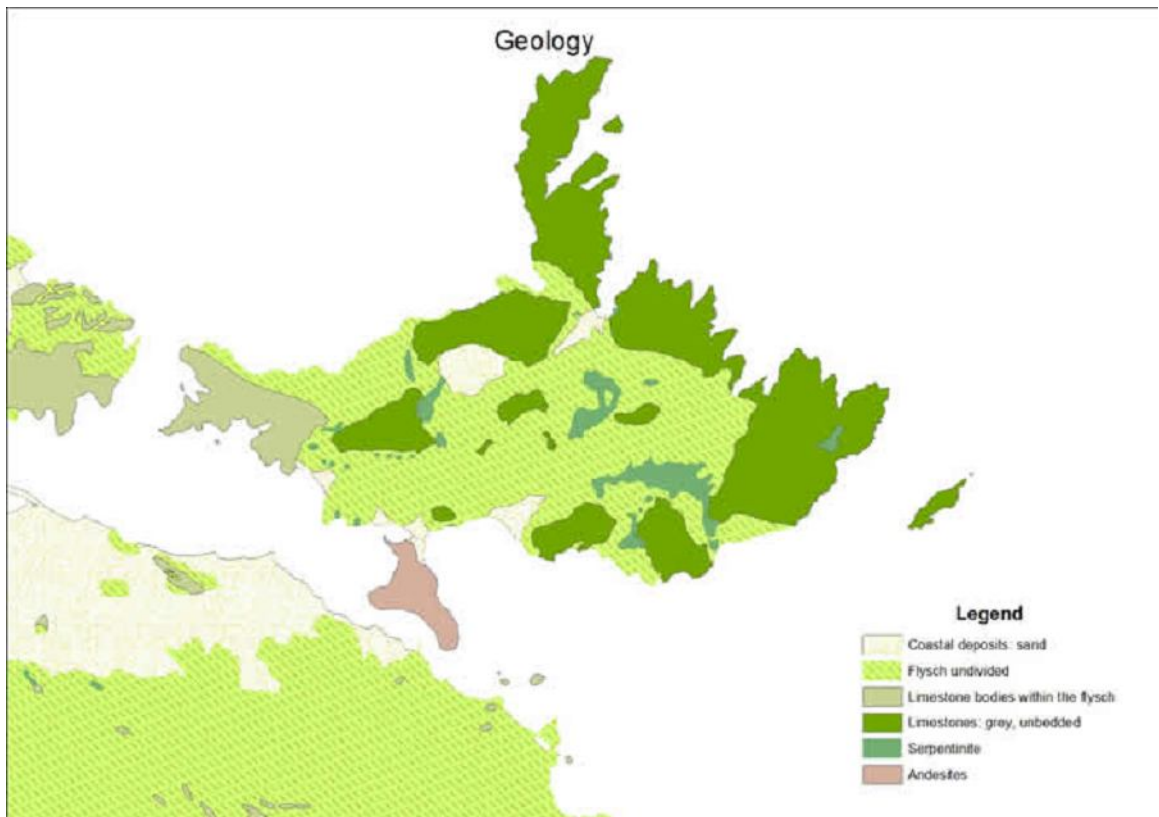 Geology
Legend
Coastal deposits: sand
Flysch undivided
Limestone bodies within the flysch
Limestones: grey, unbedded
Serpentinite
Andesites